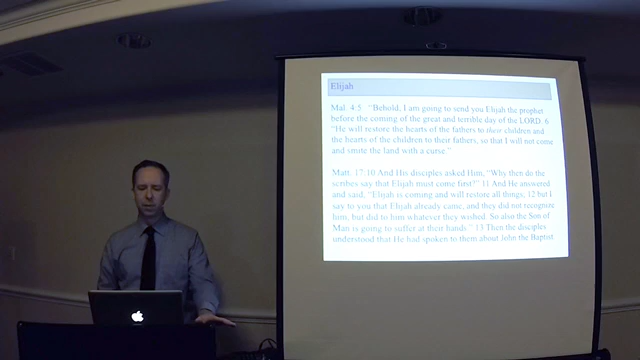 Elijah
Mal. 4:5 "Behold, I am going to send you Elijah the prophet
before the coming of the great and terrible day of the LORD. 6
"He will restore the hearts of the fathers to their children and
the hearts of the children to their fathers, so that I will not come
and smite the land with a curse."
Matt. 17:10 And His disciples asked Him, "Why then do the
scribes say that Elijah must come first?" 11 And He answered
and said, "Elijah is coming and will restore all things; 12 but I
say to you that Elijah already came, and they did not recognize
him, but did to him whatever they wished. So also the Son of
Man is going to suffer at their hands." 13 Then the disciples
understood that He had spoken to them about John the Baptist